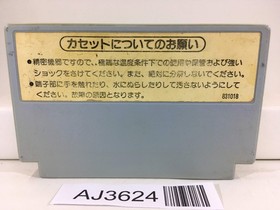 カセットについてのお願い
●精密機器ですので、極端な温度条件下での使用や保管および強い
ショックをさけてください。また、絶対に分解しないでください。
●端子部に手を触れたり、水にぬらしたりして汚さないようにして
ください。故障の原因となります。
031018
AJ3624